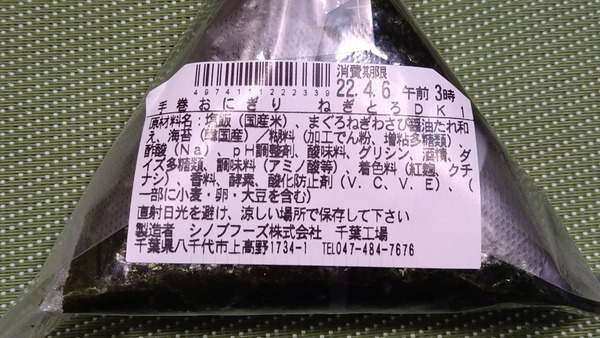 消費期限
4974111222339
22.4.6 午前 3時
手巻おにぎり ねぎとろDK1
原材料名:塩飯(国産米)、まぐろねぎわさび醤油たれ和
え、海苔(韓国産)/粘料(加工でん粉、増粘多糖類)、
酢酸(Na)、pH調整剤、酸味料、グリシン、酒精、ダ
イズ多糖類、調味料(アミノ酸等)、着色料(紅麹、クチ
ナシ)、香料、酵素、酸化防止剤(V.C、V.E)、(
一部に小麦・卵・大豆を含む)
直射日光を避け、涼しい場所で保存して下さい
製造者 シノブフーズ株式会社 千葉工場
千葉県八千代市上高野1734-1 TEL047-484-7676